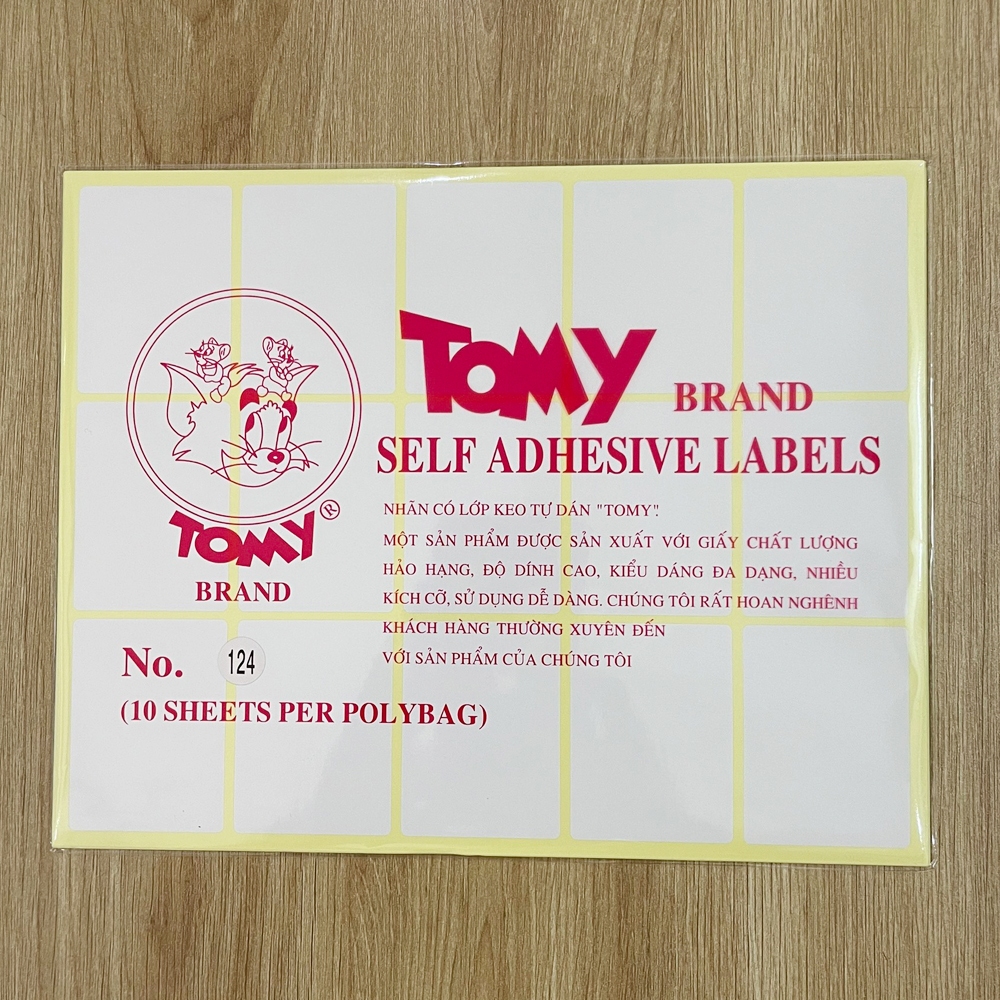 TOMY BRAND
SELF ADHESIVE LABELS
NHÃN CÓ LỚP KEO TỰ DÁN "TOMY".
MỘT SẢN PHẨM ĐƯỢC SẢN XUẤT VỚI GIẤY CHẤT LƯỢNG
HẢO HẠNG, ĐỘ DÍNH CAO, KIỂU DÁNG ĐA DẠNG, NHIỀU
KÍCH CỠ, SỬ DỤNG DỄ DÀNG. CHÚNG TÔI RẤT HOAN NGHÊNH
KHÁCH HÀNG THƯỜNG XUYÊN ĐẾN
VỚI SẢN PHẨM CỦA CHÚNG TÔI
TOMY®
BRAND
No. 124
(10 SHEETS PER POLYBAG)